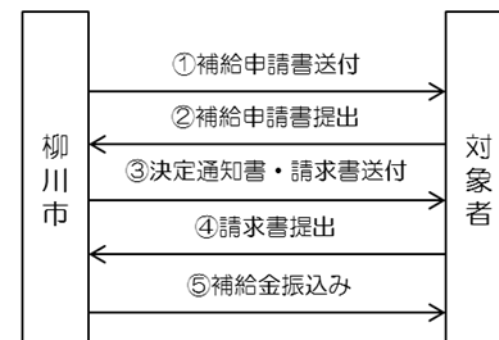 ①補給申請書送付
②補給申請書提出
③決定通知書・請求書送付
④請求書提出
⑤補給金振込み
柳川市
対象者